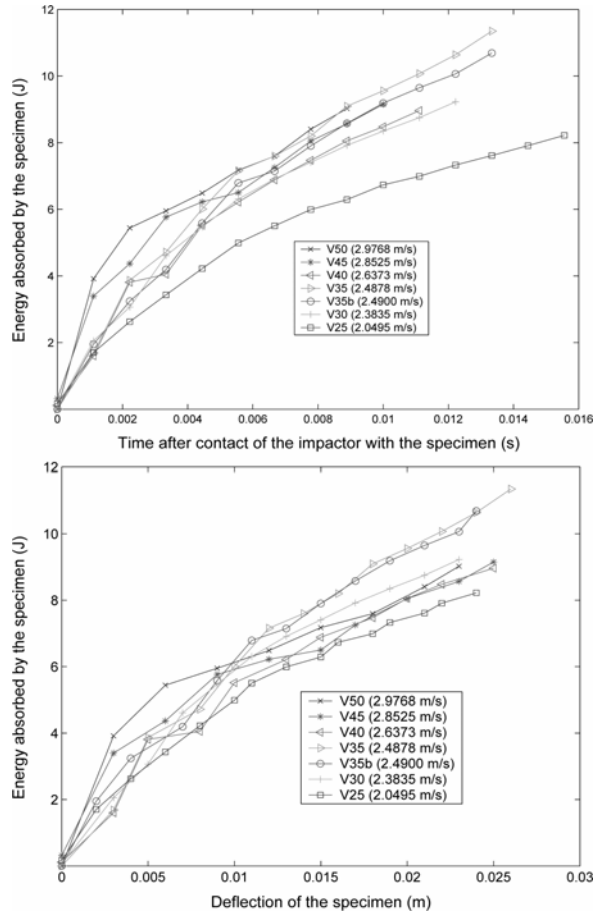 12
10
8
6
4
2
0
Energy absorbed by the specimen (J)
V50 (2.9768 m/s)
V45 (2.8525 m/s)
V40 (2.6373 m/s)
V35 (2.4878 m/s)
V35b (2.4900 m/s)
V30 (2.3835 m/s)
V25 (2.0495 m/s)
0.002 0.004 0.006 0.008 0.01 0.012 0.014 0.016
Time after contact of the impactor with the specimen (s)
12
10
8
6
4
2
Energy absorbed by the specimen (J)
V50 (2.9768 m/s)
V45 (2.8525 m/s)
V40 (2.6373 m/s)
V35 (2.4878 m/s)
V35b (2.4900 m/s)
V30 (2.3835 m/s)
V25 (2.0495 m/s)
0 0.005 0.01 0.015 0.02 0.025 0.03
Deflection of the specimen (m)